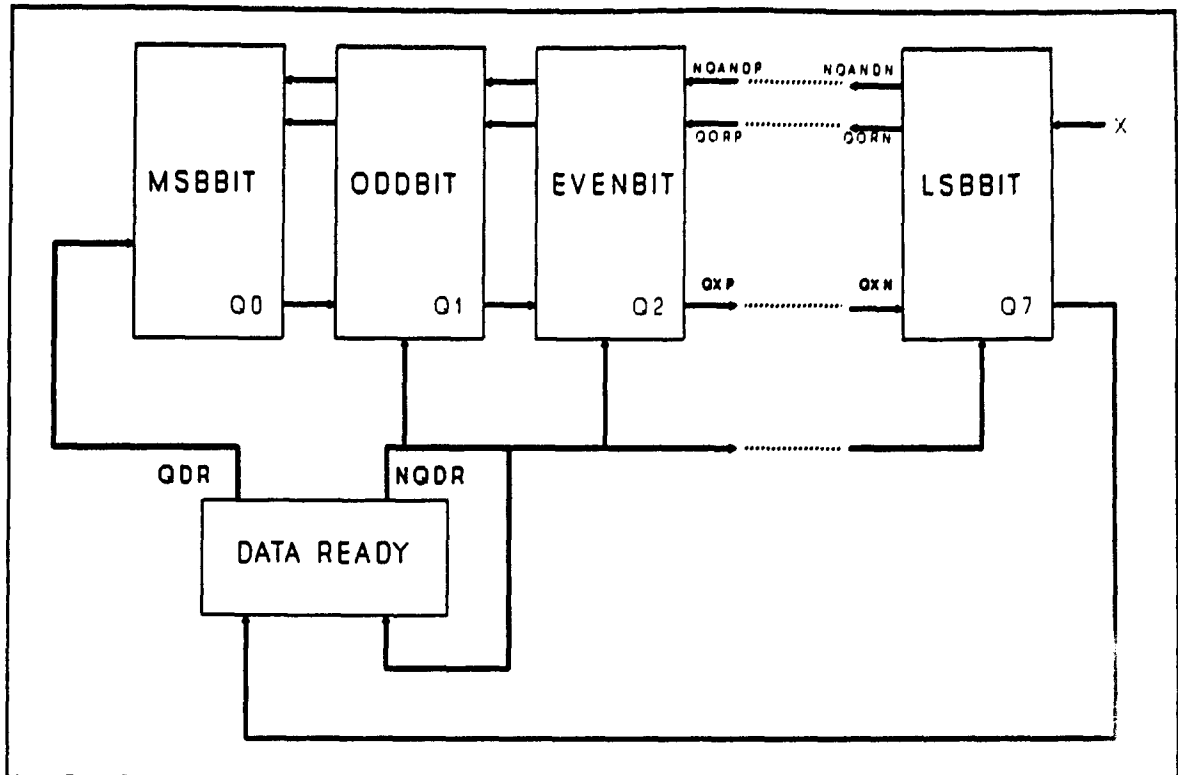 NQANDP
NQANDN
X
QORP
QORN
MSBBIT
ODDBIT
EVENBIT
LSBBIT
QXP
QXN
Q0
Q1
Q2
Q7
QDR
NQDR
DATA READY